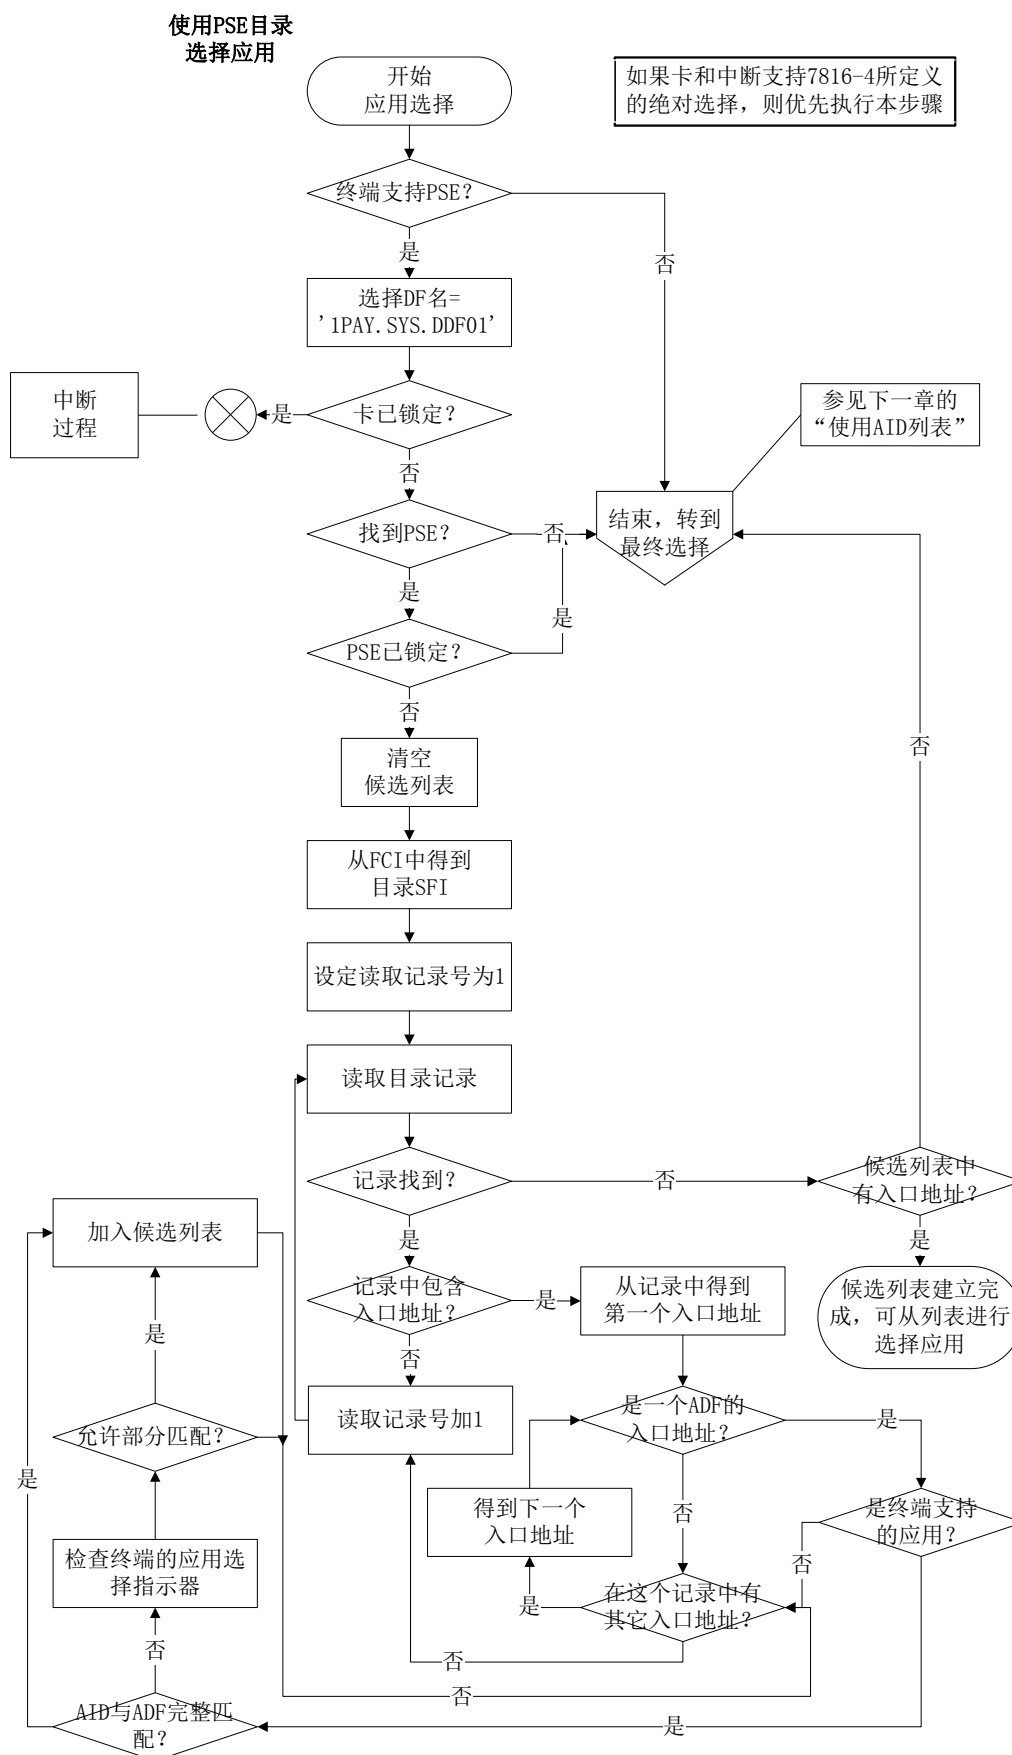 使用PSE目录
选择应用
开始
应用选择
如果卡和中断支持7816-4所定义
的绝对选择，则优先执行本步骤
终端支持PSE？
是
否
选择DF名=
'1PAY.SYS.DDF01'
中断
过程
是
卡已锁定？
参见下一章的
“使用AID列表”
否
找到PSE？
否
结束，转到
最终选择
是
是
PSE已锁定？
否
否
清空
候选列表
从FCI中得到
目录SFI
设定读取记录号为1
读取目录记录
记录找到？
否
候选列表中
有入口地址？
加入候选列表
是
是
记录中包含
入口地址？
是
从记录中得到
第一个入口地址
候选列表建立完
成，可从列表进行
选择应用
是
否
允许部分匹配？
读取记录号加1
是一个ADF的
入口地址？
是
是
得到下一个
入口地址
否
是终端支持
的应用？
检查终端的应用选
择指示器
否
是
在这个记录中有
其它入口地址？
否
否
否
AID与ADF完整匹
配？
是